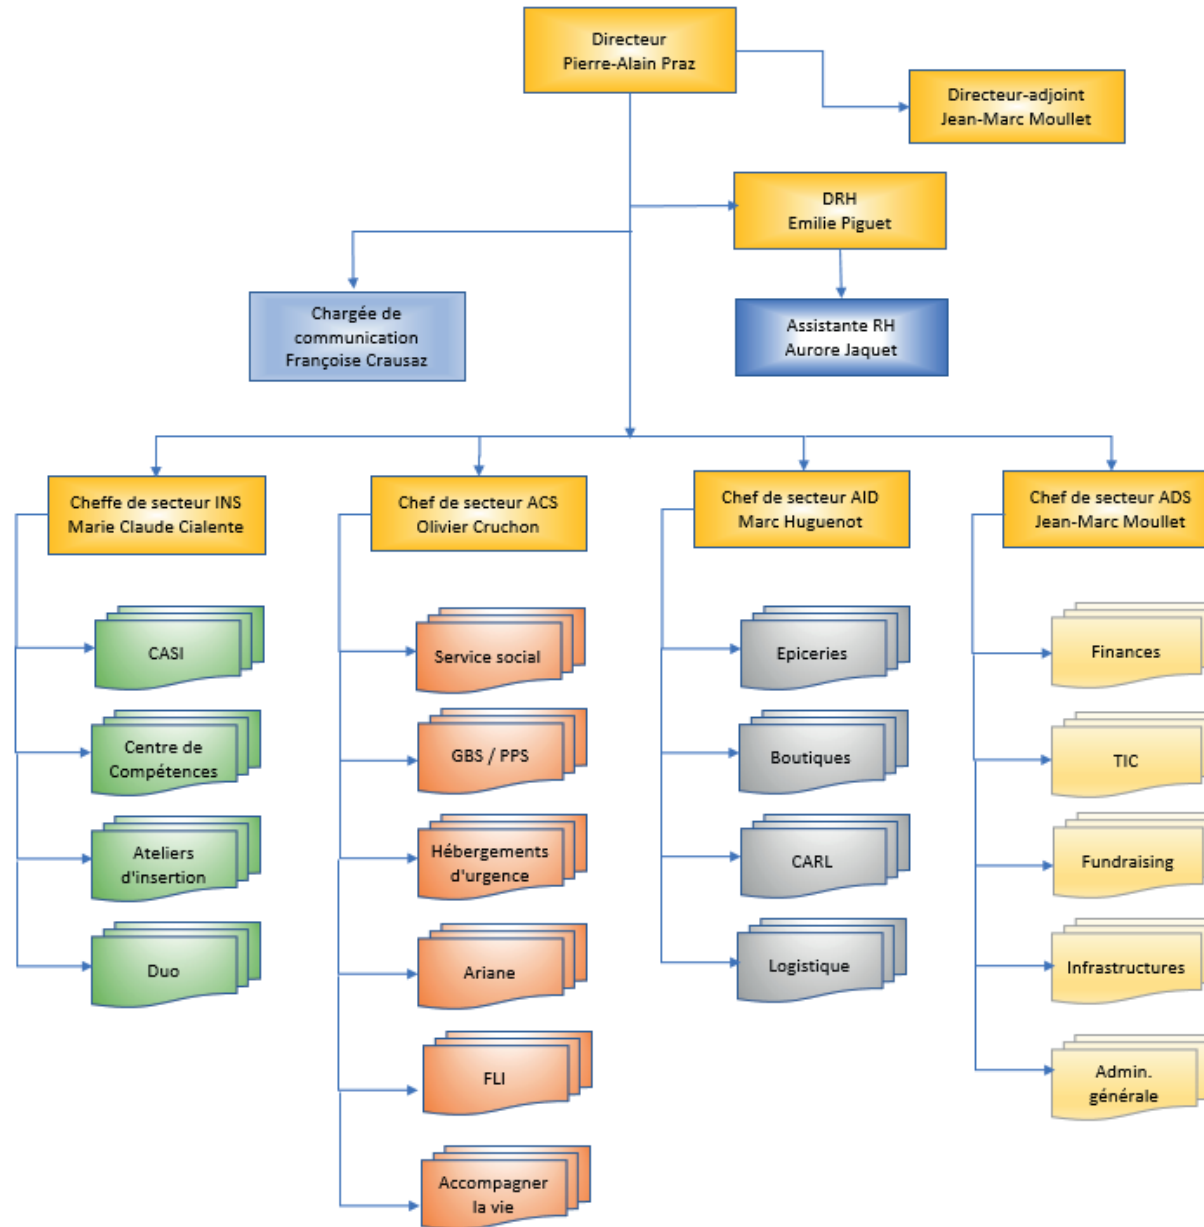 Directeur
Pierre-Alain Praz
Directeur-adjoint
Jean-Marc Moullet
DRH
Emilie Piguet
Chargée de
communication
Françoise Crausaz
Assistante RH
Aurore Jaquet
Cheffe de secteur INS
Marie Claude Cialente
Chef de secteur ACS
Olivier Cruchon
Chef de secteur AID
Marc Huguenot
Chef de secteur ADS
Jean-Marc Moullet
CASI
Centre de
Compétences
Ateliers
d'insertion
Duo
Service social
GBS / PPS
Hébergements
d'urgence
Ariane
FLI
Accompagner
la vie
Epiceries
Boutiques
CARL
Logistique
Finances
TIC
Fundraising
Infrastructures
Admin.
générale